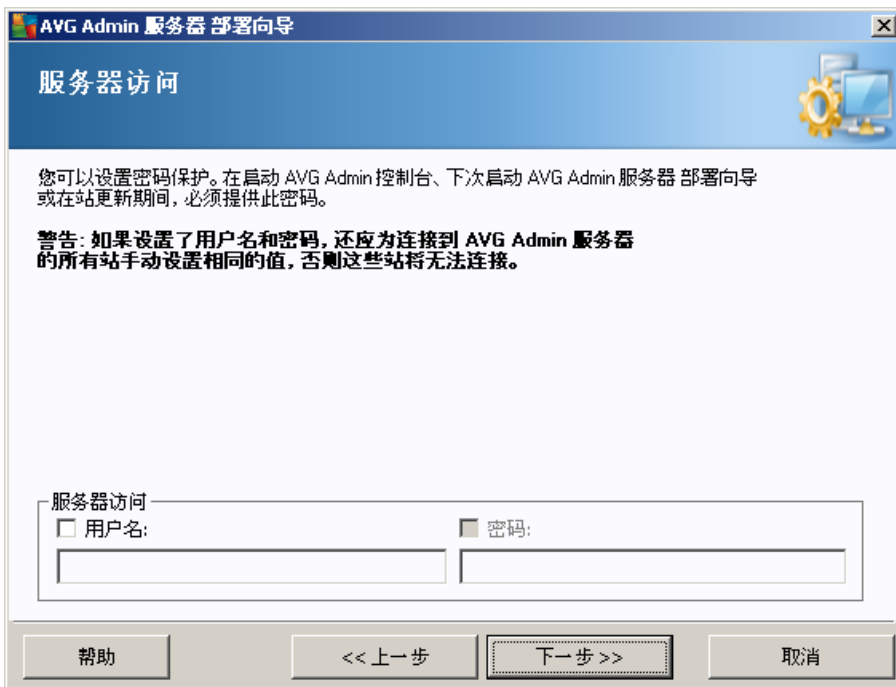 AVG Admin 服务器 部署向导
服务器访问
您可以设置密码保护。在启动 AVG Admin 控制台、下次启动 AVG Admin 服务器 部署向导
或在站更新期间, 必须提供此密码。
警告: 如果设置了用户名和密码, 还应为连接到 AVG Admin 服务器
的所有站手动设置相同的值, 否则这些站将无法连接。
服务器访问
用户名: 密码:
帮助 << 上一步 下一步 >> 取消